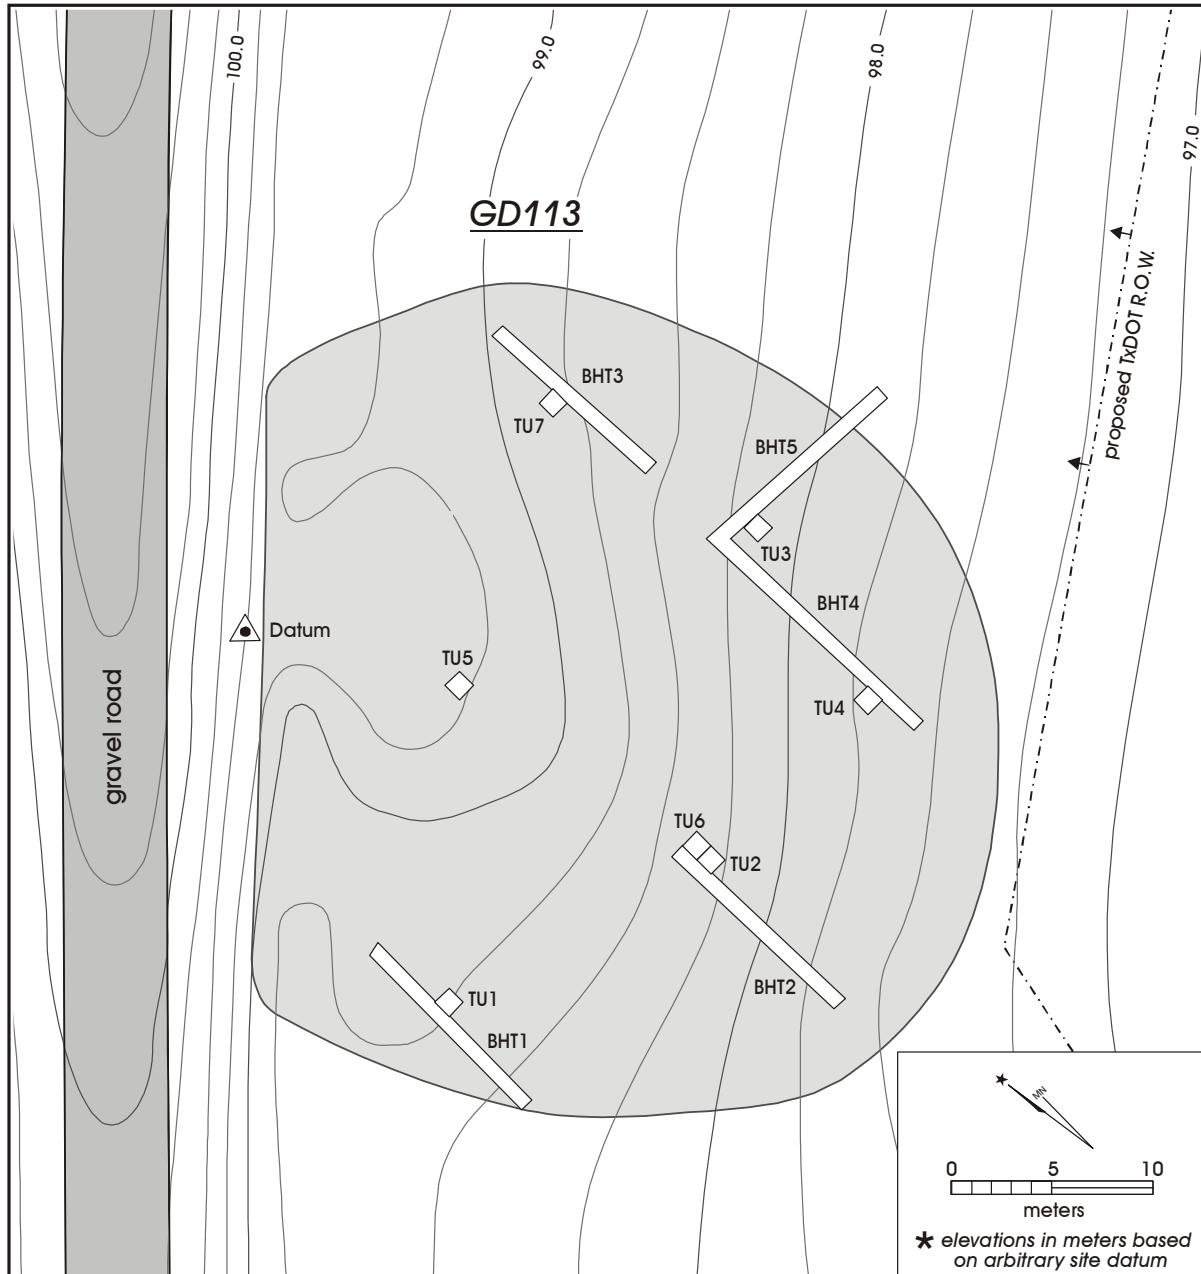 100.0
99.0
98.0
97.0
GD113
proposed TxDOT R.O.W.
BHT3
TU7
BHT5
TU3
BHT4
Datum
TU5
TU4
gravel road
TU6
TU2
BHT2
TU1
BHT1
MN
0 5 10
meters
* elevations in meters based
on arbitrary site datum